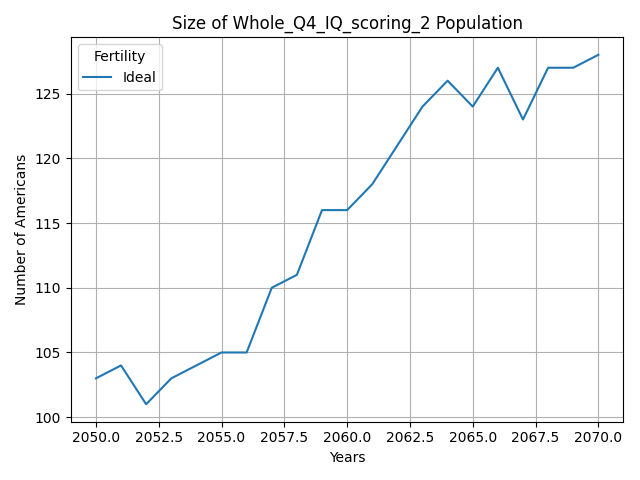 Size of Whole_Q4_IQ_scoring_2 Population
Fertility
Ideal
Number of Americans
125
120
115
110
105
100
2050.0 2052.5 2055.0 2057.5 2060.0 2062.5 2065.0 2067.5 2070.0
Years